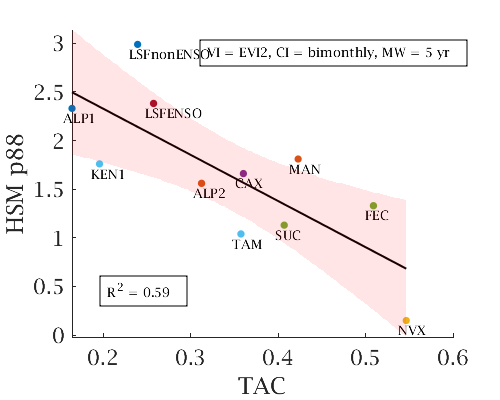 LSFnonENSO
VI = EVI2, CI = bimonthly, MW = 5 yr
LSFENSO
ALP1
MAN
KEN1
CAX
ALP2
FEC
SUC
TAM
R² = 0.59
NVX
3
2.5
2
1.5
1
0.5
0
HSM p88
0.2 0.3 0.4 0.5 0.6
TAC